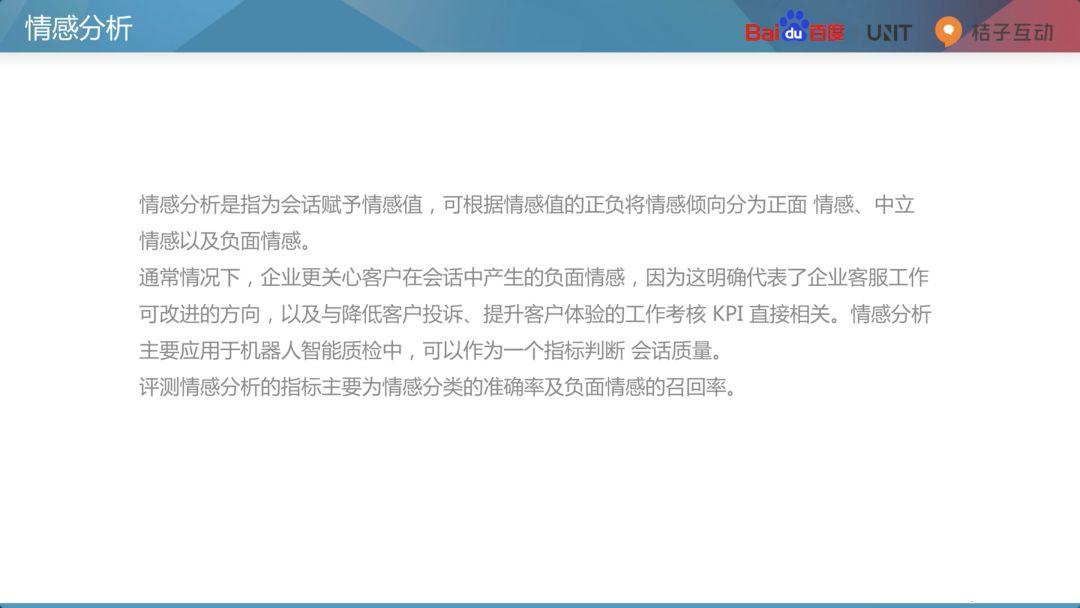 情感分析
Bai du 百度 UNIT 桔子互动
情感分析是指为会话赋予情感值，可根据情感值的正负将情感倾向分为正面 情感、中立
情感以及负面情感。
通常情况下，企业更关心客户在会话中产生的负面情感，因为这明确代表了企业客服工作
可改进的方向，以及与降低客户投诉、提升客户体验的工作考核 KPI 直接相关。情感分析
主要应用于机器人智能质检中，可以作为一个指标判断 会话质量。
评测情感分析的指标主要为情感分类的准确率及负面情感的召回率。